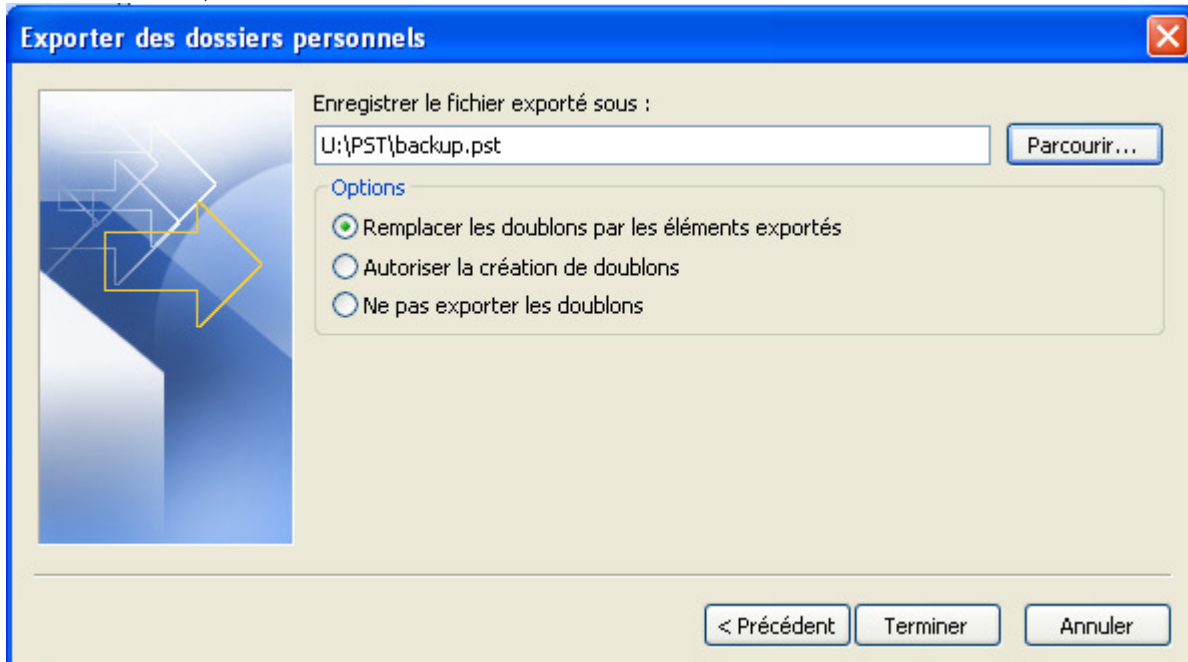 Exporter des dossiers personnels
Enregistrer le fichier exporté sous :
U:\PST\backup.pst
Parcourir...
Options
Remplacer les doublons par les éléments exportés
Autoriser la création de doublons
Ne pas exporter les doublons
< Précédent
Terminer
Annuler